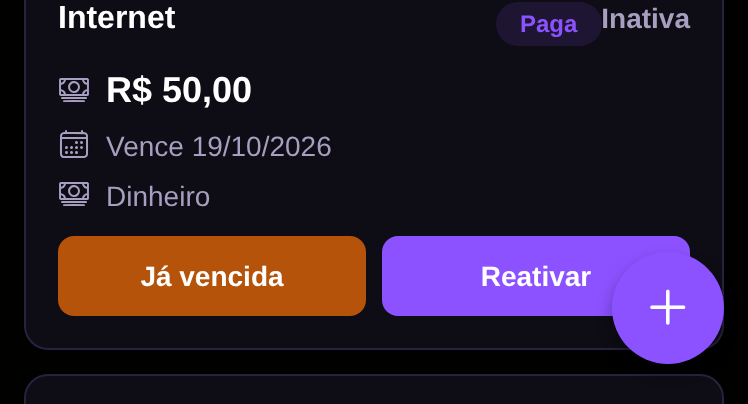 Internet
Paga
Inativa
R$ 50,00
Vence 19/10/2026
Dinheiro
Já vencida
Reativar